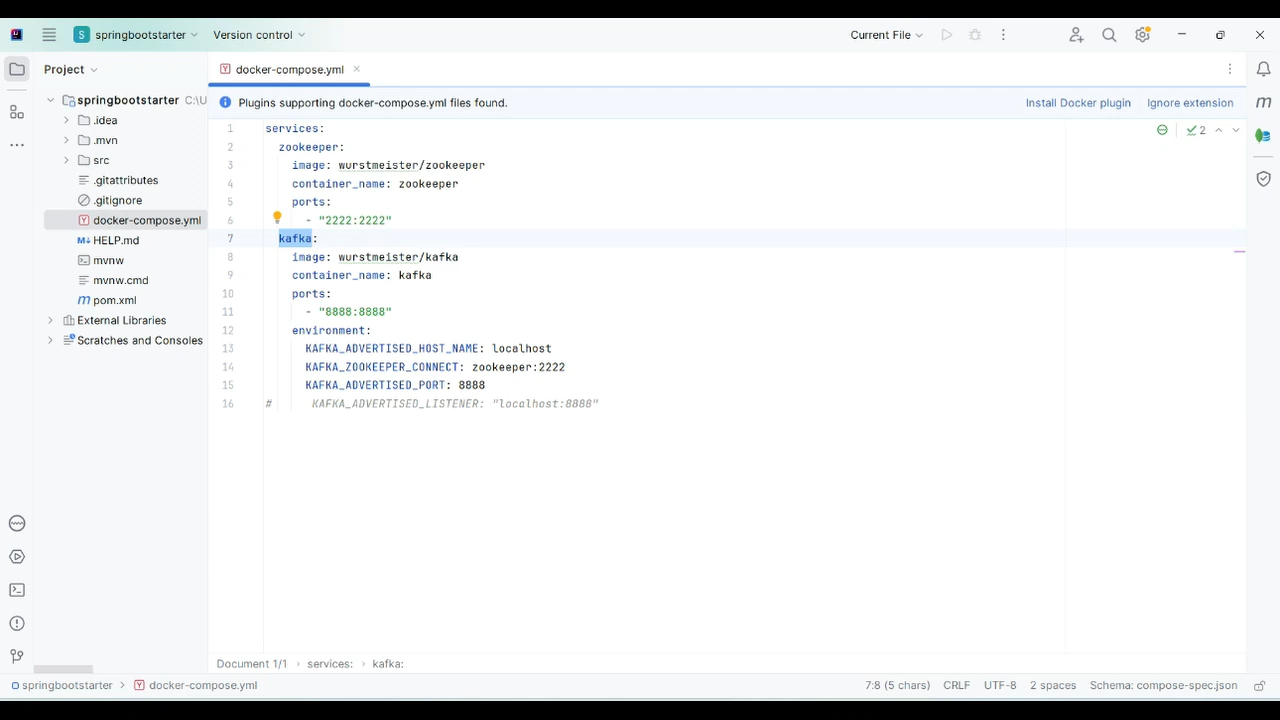 S springbootstarter Version control Current File
Project docker-compose.yml
Plugins supporting docker-compose.yml files found. Install Docker plugin Ignore extension
springbootstarter C:\U
.idea
.mvn
src
.gitattributes
.gitignore
docker-compose.yml
HELP.md
mvnw
mvnw.cmd
pom.xml
External Libraries
Scratches and Consoles
2
1 services:
2 zookeeper:
3 image: wurstmeister/zookeeper
4 container_name: zookeeper
5 ports:
6 - "2222:2222"
7 kafka:
8 image: wurstmeister/kafka
9 container_name: kafka
10 ports:
11 - "8888:8888"
12 environment:
13 KAFKA_ADVERTISED_HOST_NAME: localhost
14 KAFKA_ZOOKEEPER_CONNECT: zookeeper:2222
15 KAFKA_ADVERTISED_PORT: 8888
16 # KAFKA_ADVERTISED_LISTENER: "localhost:8888"
Document 1/1 › services: › kafka:
springbootstarter › docker-compose.yml 7:8 (5 chars) CRLF UTF-8 2 spaces Schema: compose-spec.json